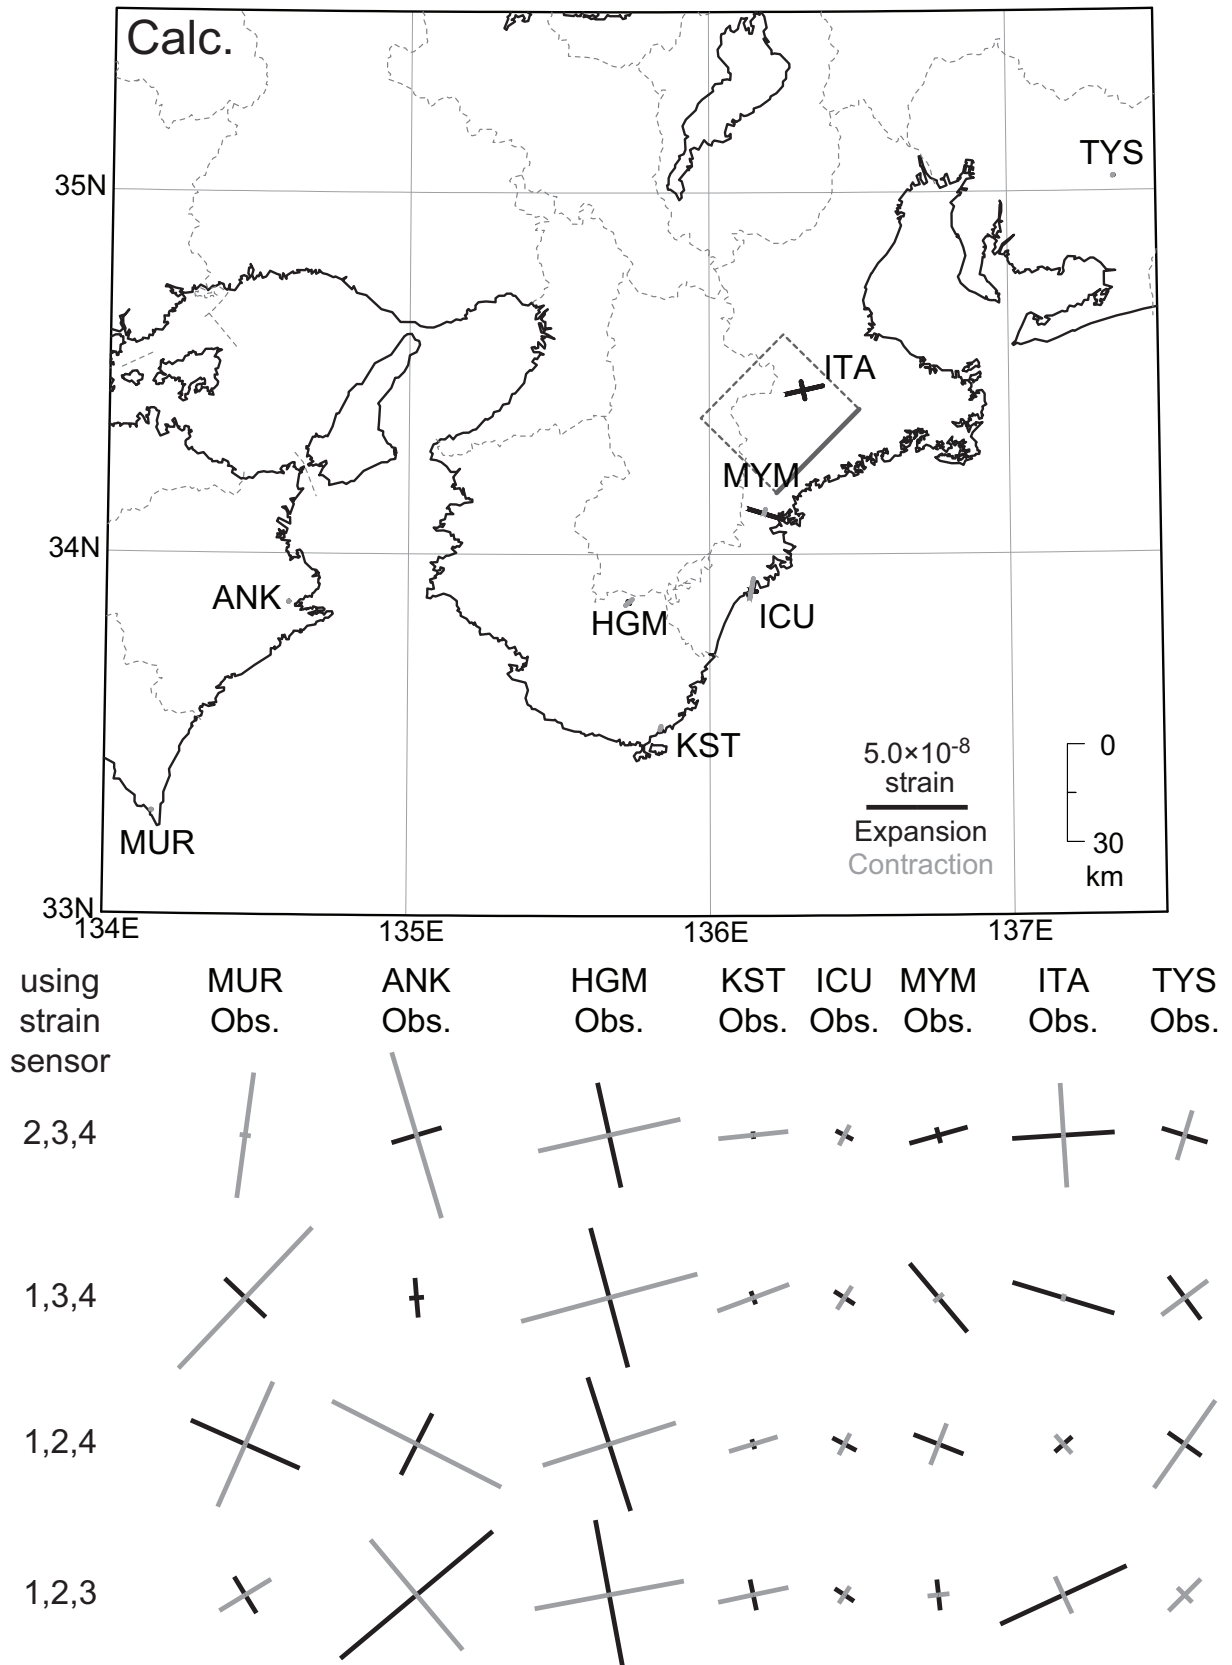 Calc.
TYS
35N
ITA
MYM
34N
ANK
HGM
ICU
KST
5.0×10-8
strain
0
Expansion
MUR
30
Contraction
km
33N
134E
135E
136E
137E
using MUR ANK HGM KST ICU MYM ITA TYS
strain Obs. Obs. Obs. Obs. Obs. Obs. Obs. Obs.
sensor
2,3,4
1,3,4
1,2,4
1,2,3